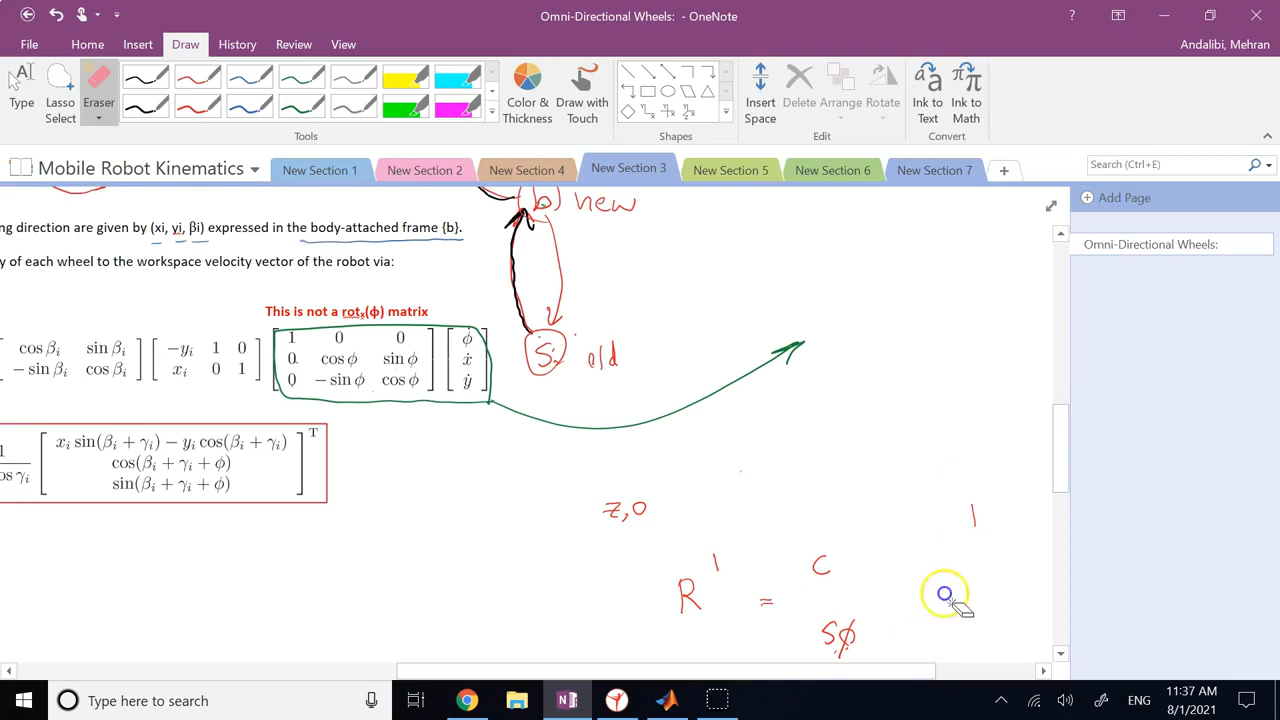 Omni-Directional Wheels: - OneNote
Andalibi, Mehran
File Home Insert Draw History Review View
Type
Lasso Select
Eraser
Color & Thickness
Draw with Touch
Insert Space
Delete Arrange Rotate
Ink to Text
Ink to Math
Tools Shapes Edit Convert
Mobile Robot Kinematics
New Section 1 New Section 2 New Section 4 New Section 3 New Section 5 New Section 6 New Section 7
Search (Ctrl+E)
Add Page
Omni-Directional Wheels:
{b} new
ng direction are given by (xi, yi, βi) expressed in the body-attached frame {b}.
y of each wheel to the workspace velocity vector of the robot via:
This is not a rotₓ(ϕ) matrix
cos βi sin βi −yi 1 0 1 0 0 ϕ̇
− sin βi cos βi xi 0 1 0 cos ϕ sin ϕ ẋ
0 − sin ϕ cos ϕ ẏ
S old
1
os γi
xi sin(βi + γi) − yi cos(βi + γi)
cos(βi + γi + ϕ)
sin(βi + γi + ϕ)
T
z,0
1
R 1 = C
Sϕ
Type here to search
ENG
11:37 AM
8/1/2021